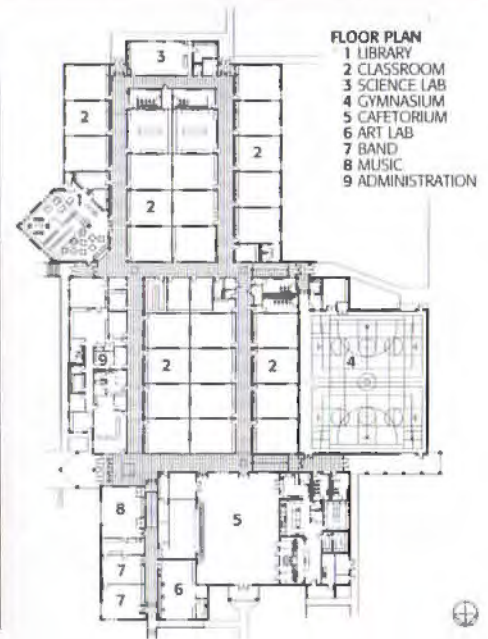 FLOOR PLAN
1 LIBRARY
2 CLASSROOM
3 SCIENCE LAB
4 GYMNASIUM
5 CAFETORIUM
6 ART LAB
7 BAND
8 MUSIC
9 ADMINISTRATION
3
2
2
1
2
9
2
2
4
8
5
7
6
7